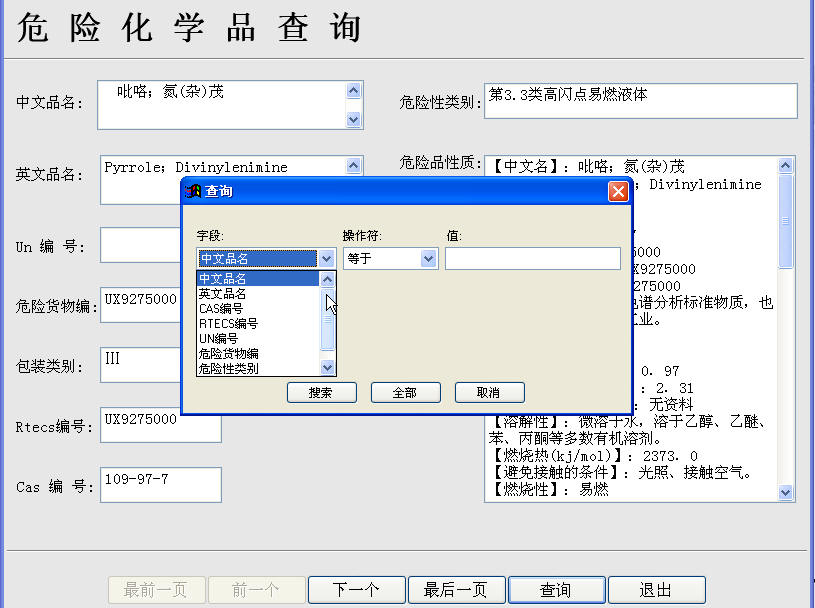 危险化学品查询
中文品名:
吡咯; 氮(杂)茂
危险性类别:
第3.3类高闪点易燃液体
英文品名:
Pyrrole; Divinylenimine
危险品性质:
【中文名】: 吡咯; 氮(杂)茂
; Divinylenimine
查询
字段:
操作符:
值:
中文品名
等于
中文品名
英文品名
CAS编号
RTECS编号
UN编号
危险货物编
危险性类别
搜索
全部
取消
Un 编 号:
危险货物编:
UX9275000
包装类别:
III
Rtecs编号:
UX9275000
Cas 编 号:
109-97-7
5000
X9275000
275000
谱分析标准物质, 也
业。
0. 97
: 2. 31
: 无资料
【溶解性】: 微溶于水, 溶于乙醇、乙醚、
苯、丙酮等多数有机溶剂。
【燃烧热(kj/mol)】: 2373. 0
【避免接触的条件】: 光照、接触空气。
【燃烧性】: 易燃
最前一页
前一个
下一个
最后一页
查询
退出